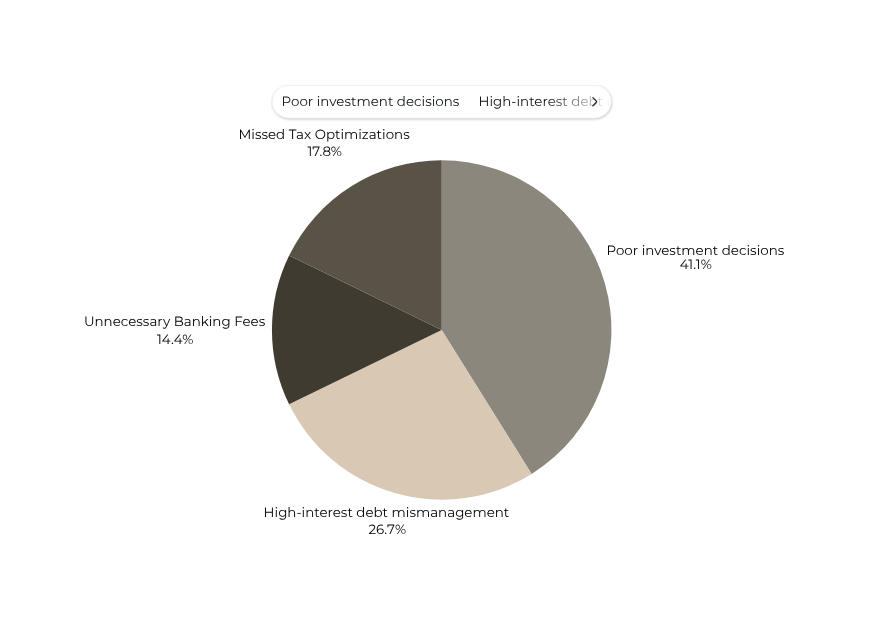 Poor investment decisions High-interest debt
Missed Tax Optimizations
17.8%
Poor investment decisions
41.1%
Unnecessary Banking Fees
14.4%
High-interest debt mismanagement
26.7%